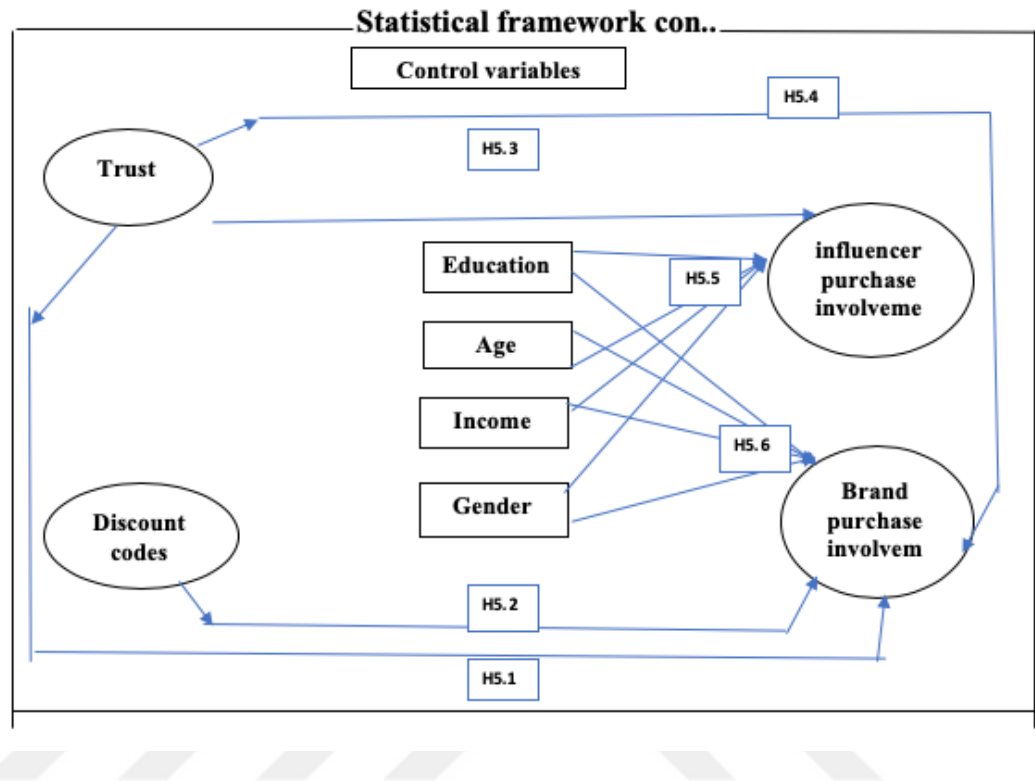 Statistical framework con..
Control variables
H5.4
H5.3
Trust
influencer
purchase
involveme
Education
H5.5
Age
Income
H5.6
Gender
Brand
purchase
involvem
Discount
codes
H5.2
H5.1